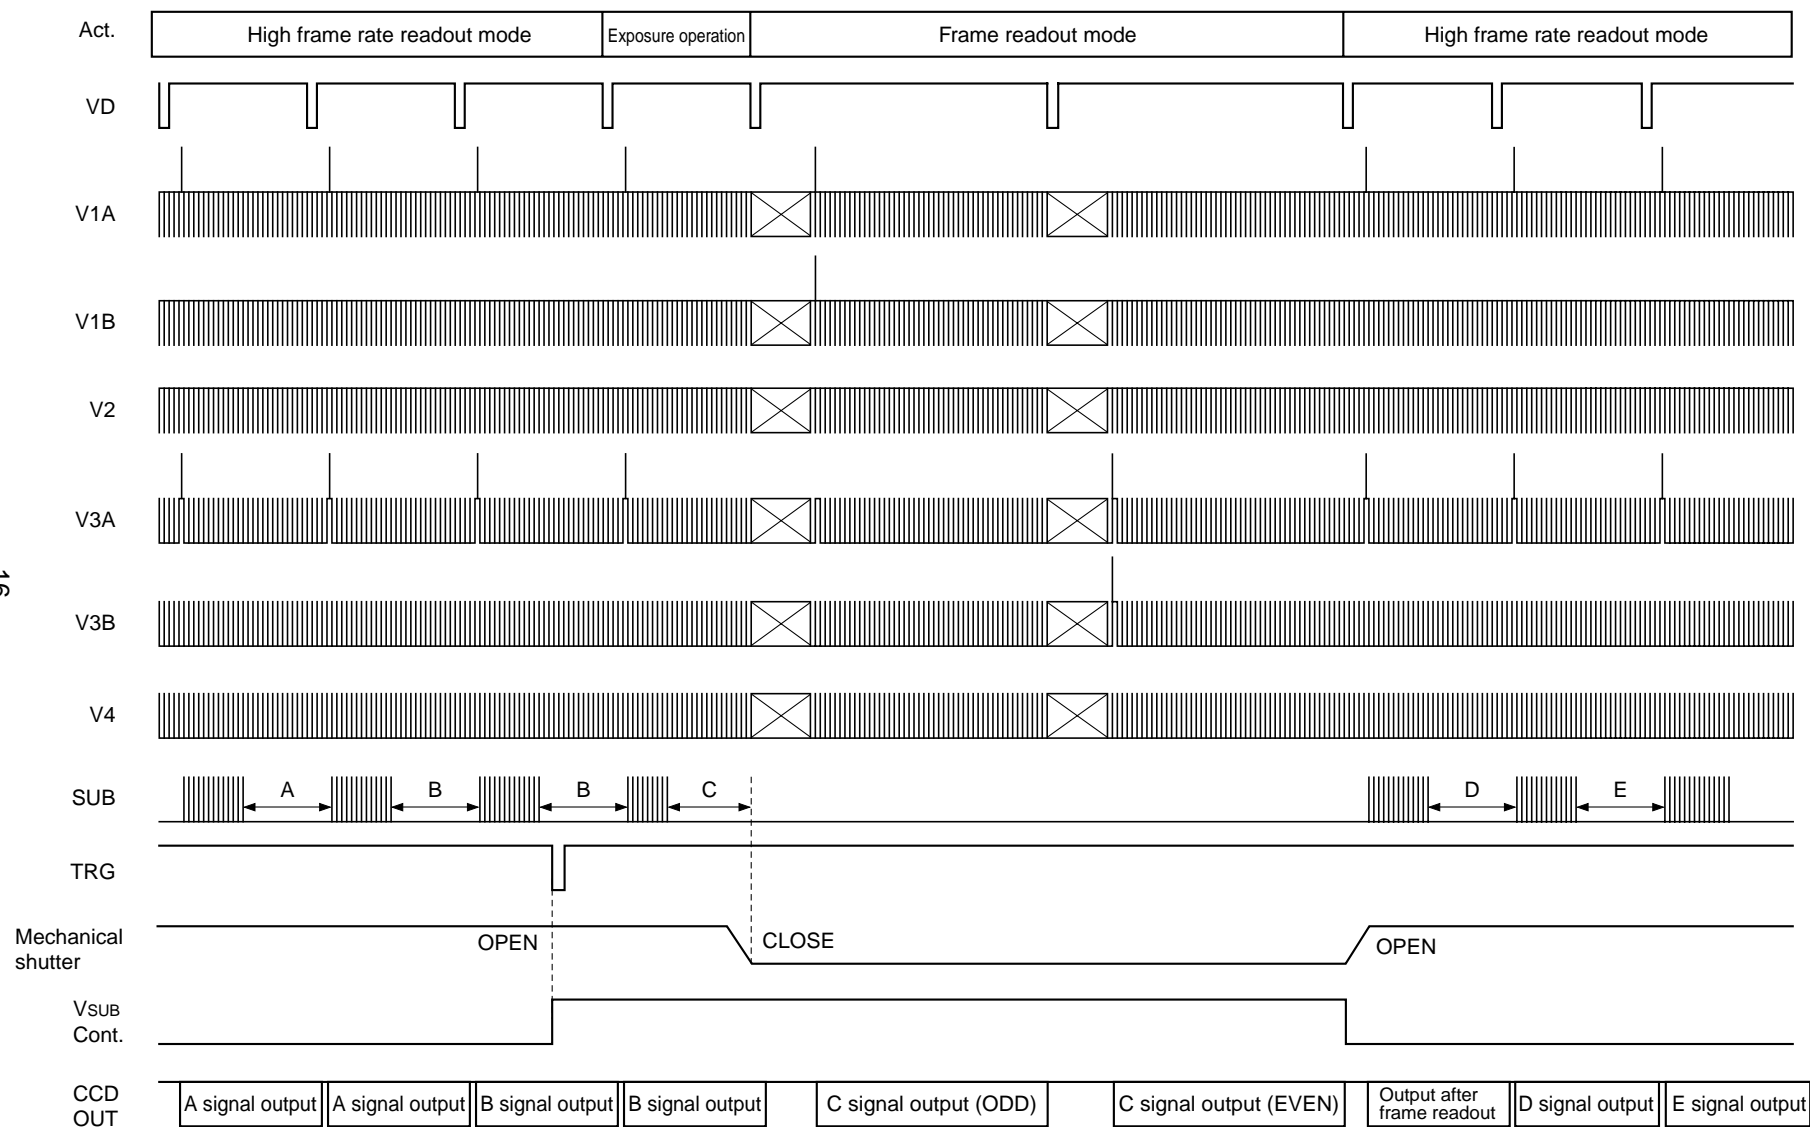 Act.
High frame rate readout mode
Exposure operation
Frame readout mode
High frame rate readout mode
VD
V1A
V1B
V2
V3A
V3B
V4
SUB
A
B
B
C
D
E
TRG
Mechanical
shutter
OPEN
CLOSE
OPEN
VSUB
Cont.
CCD
OUT
A signal output
A signal output
B signal output
B signal output
C signal output (ODD)
C signal output (EVEN)
Output after
frame readout
D signal output
E signal output